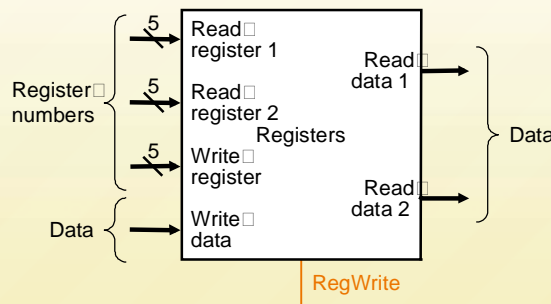 5
Read
register 1
5
Read
register 2
5
Write
register
Write
data
Registers
Read
data 1
Read
data 2
Register
numbers
Data
Data
RegWrite